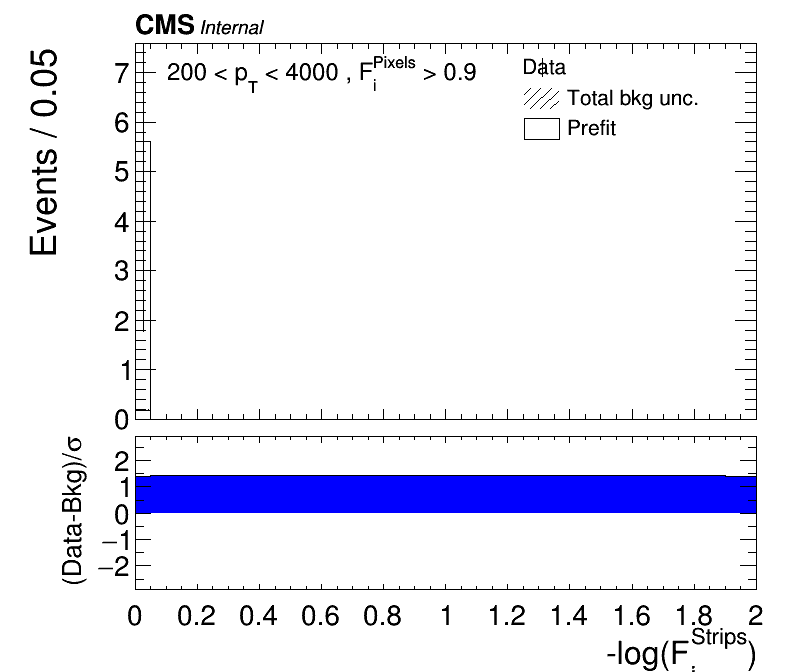 CMS Internal
200 < p_T < 4000 , F_i^Pixels > 0.9
Data
Total bkg unc.
Prefit
Events / 0.05
7
6
5
4
3
2
1
0
(Data-Bkg)/σ
2
1
0
−1
−2
0 0.2 0.4 0.6 0.8 1 1.2 1.4 1.6 1.8 2
-log(F_i^Strips)